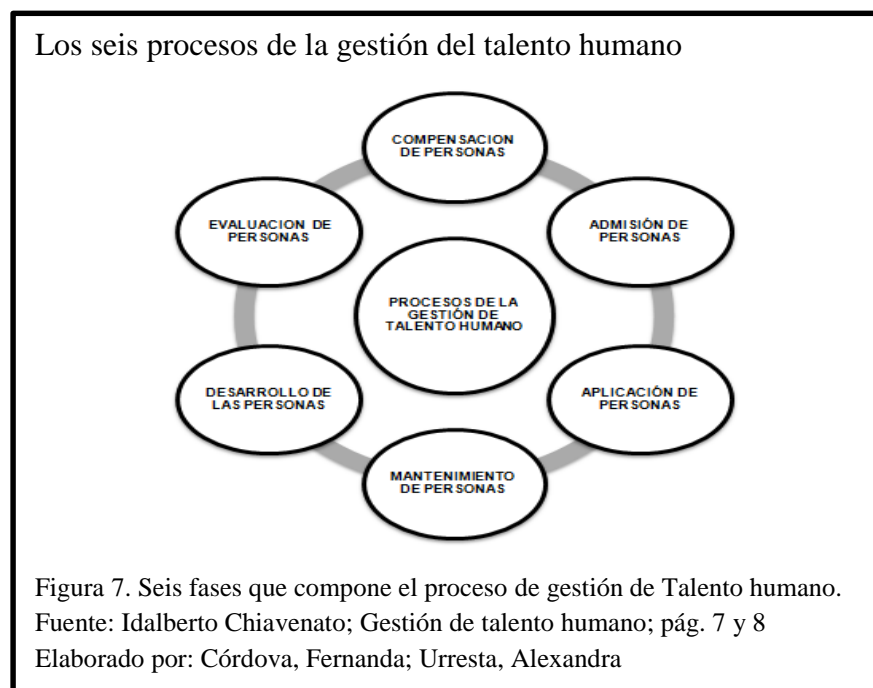 Los seis procesos de la gestión del talento humano
COMPENSACION
DE PERSONAS
EVALUACION DE
PERSONAS
ADMISIÓN DE
PERSONAS
PROCESOS DE LA
GESTIÓN DE
TALENTO HUMANO
DESARROLLO DE
LAS PERSONAS
APLICACIÓN DE
PERSONAS
MANTENIMIENTO
DE PERSONAS
Figura 7. Seis fases que compone el proceso de gestión de Talento humano.
Fuente: Idalberto Chiavenato; Gestión de talento humano; pág. 7 y 8
Elaborado por: Córdova, Fernanda; Urresta, Alexandra